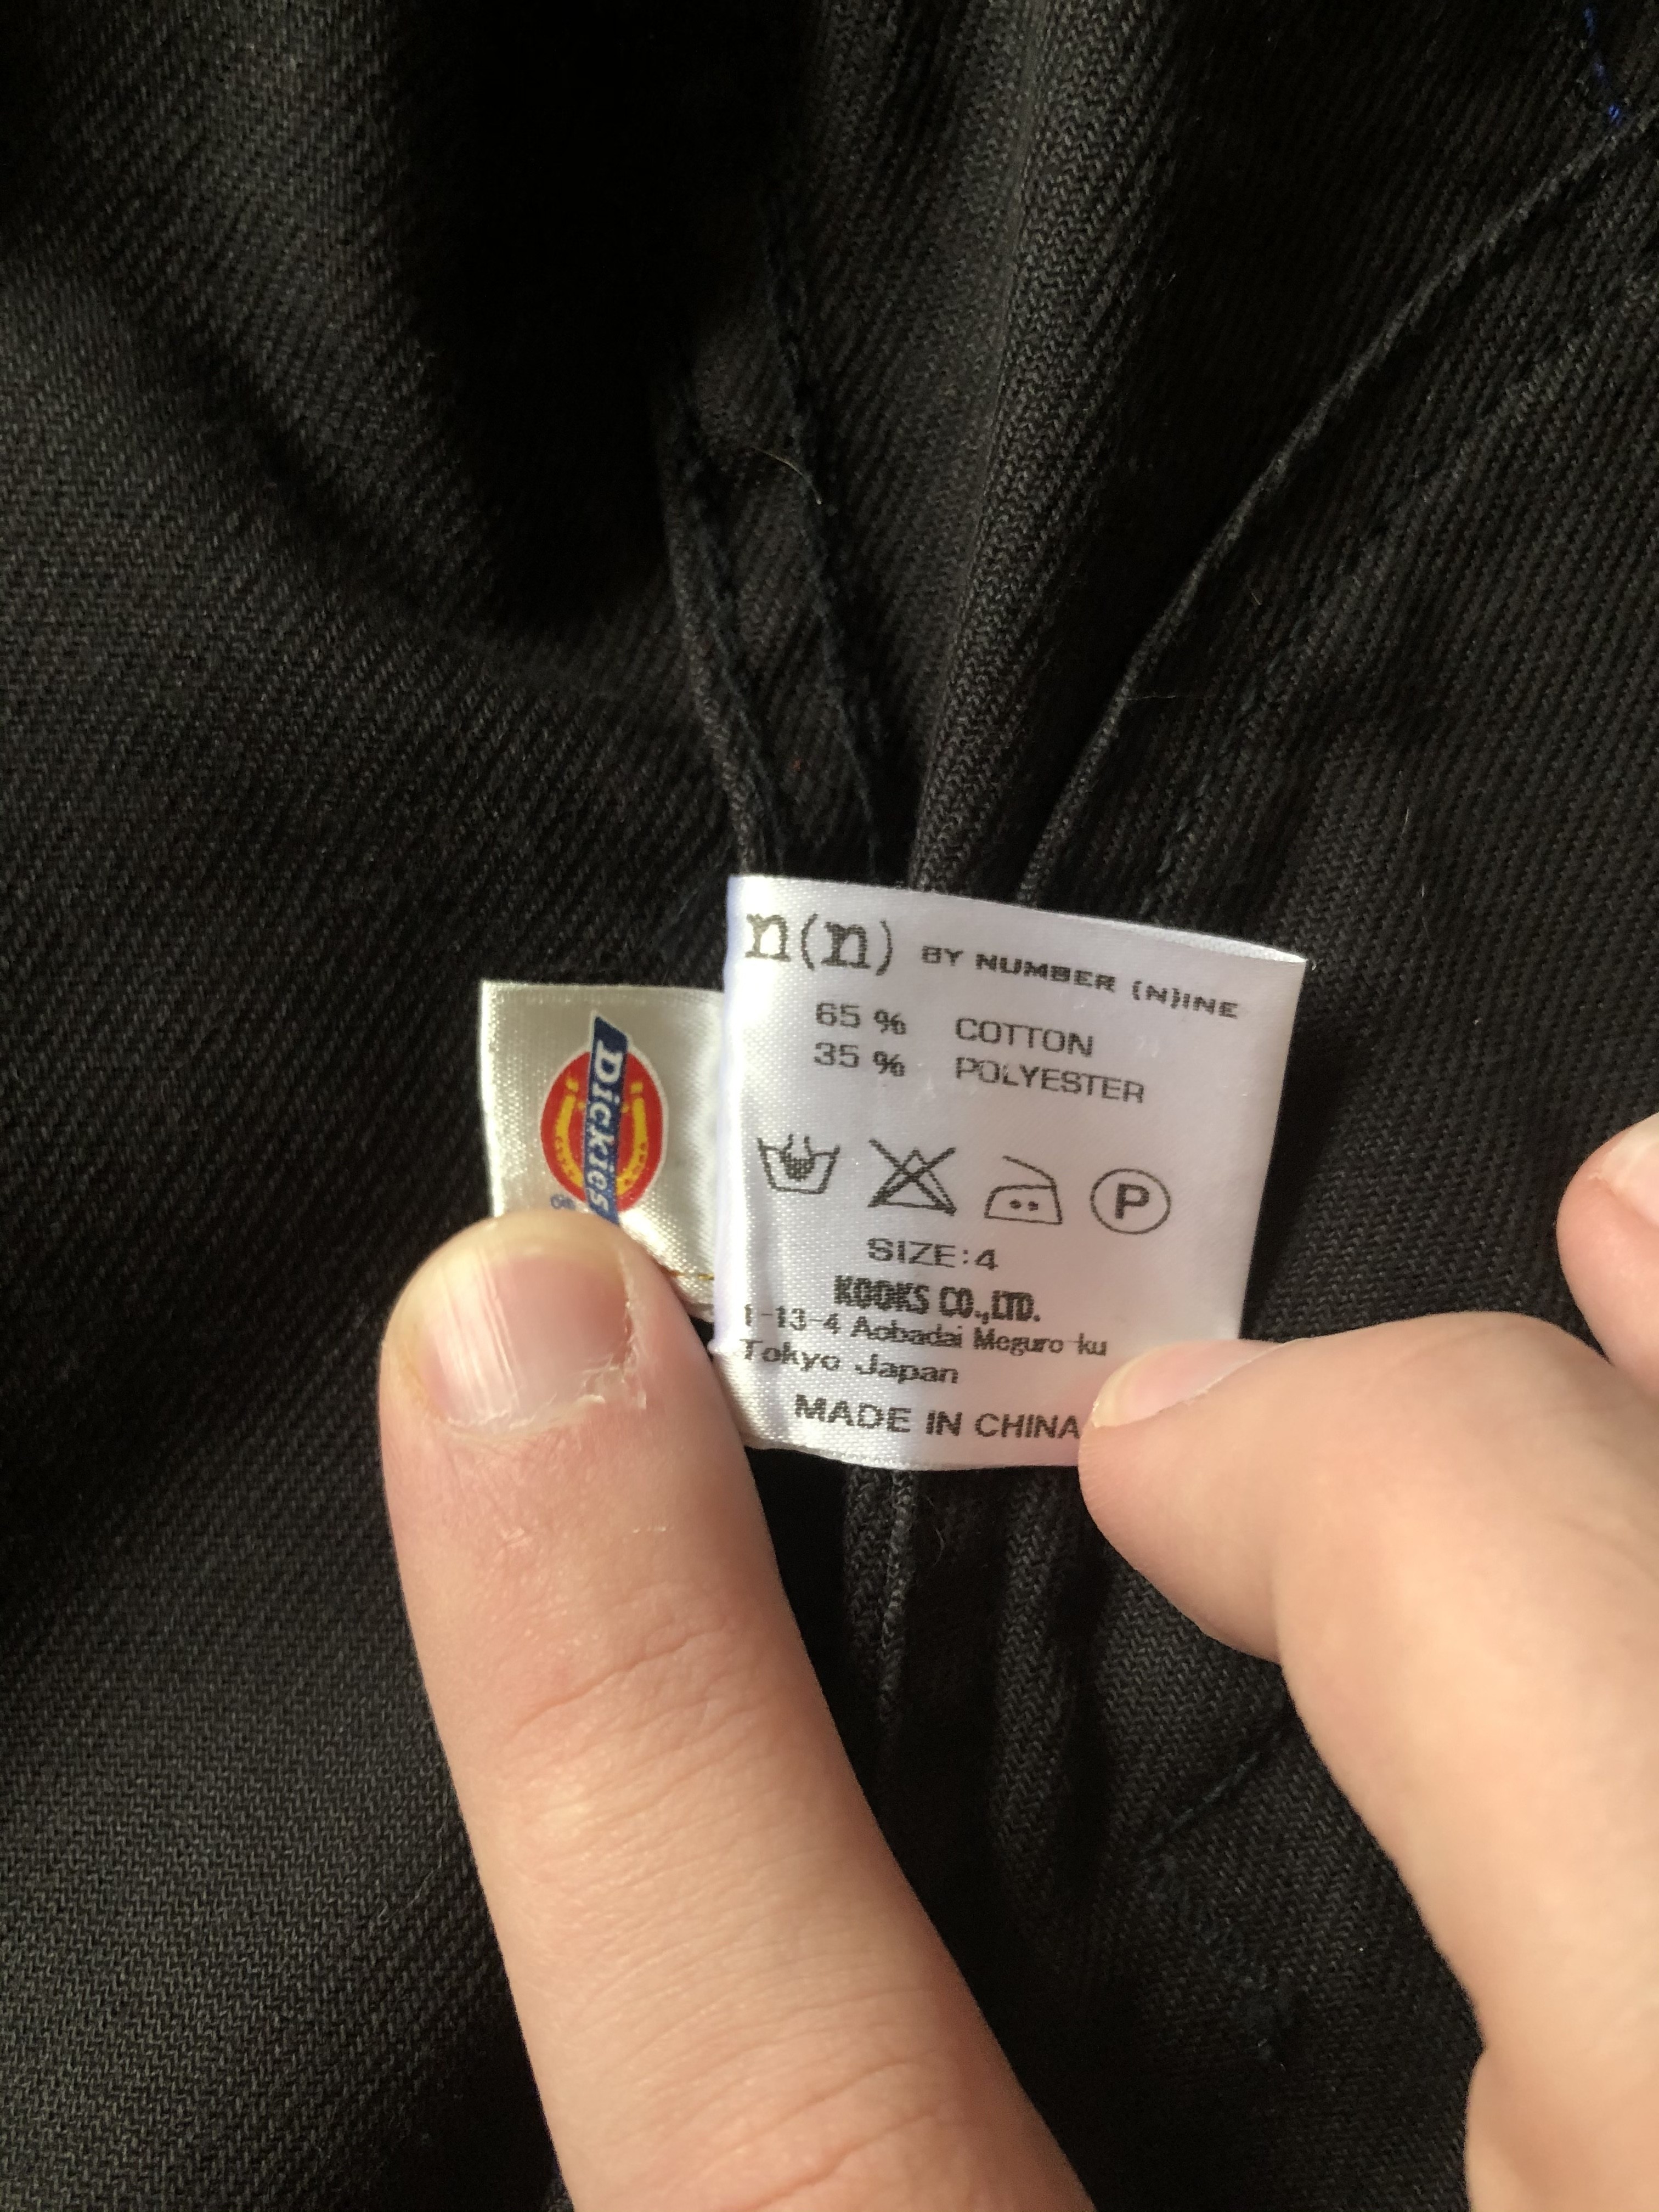 n(n) BY NUMBER (N)INE
65 % COTTON
35 % POLYESTER
P
SIZE:4
KOOKS CO.,LTD.
1-13-4 Aobadai Meguro-ku
Tokyo Japan
MADE IN CHINA
Dickies